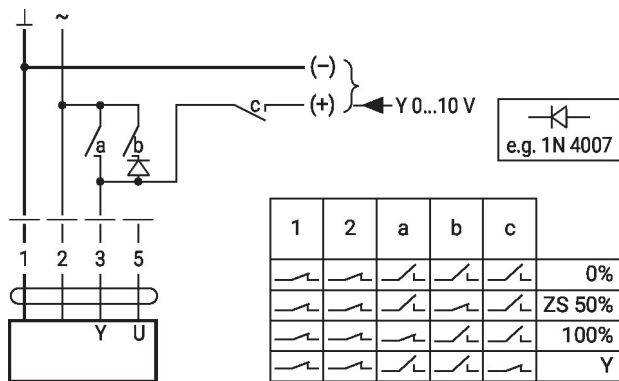 ⊥ ~
(–)
c (+) Y 0...10 V
a b
e.g. 1N 4007
1 2 3 5
Y U
1 2 a b c
0%
ZS 50%
100%
Y